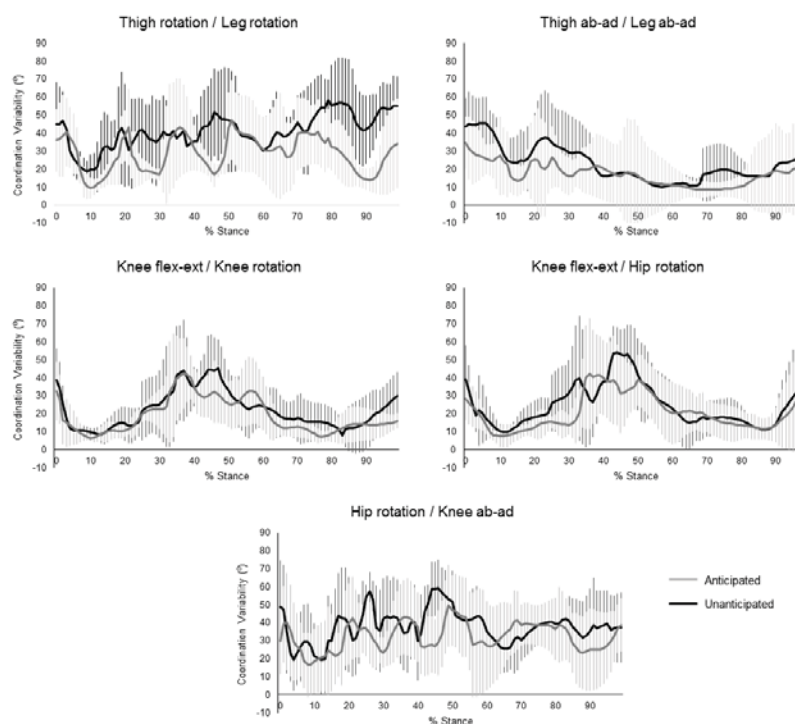 Thigh rotation / Leg rotation
Coordination Variability (º)
90
80
70
60
50
40
30
20
10
0
-10
0 10 20 30 40 50 60 70 80 90
% Stance
Thigh ab-ad / Leg ab-ad
90
80
70
60
50
40
30
20
10
0
-10
0 10 20 30 40 50 60 70 80 90
% Stance
Knee flex-ext / Knee rotation
Coordination Variability (º)
90
80
70
60
50
40
30
20
10
0
-10
0 10 20 30 40 50 60 70 80 90
% Stance
Knee flex-ext / Hip rotation
90
80
70
60
50
40
30
20
10
0
-10
0 10 20 30 40 50 60 70 80 90
% Stance
Hip rotation / Knee ab-ad
Coordination Variability (º)
90
80
70
60
50
40
30
20
10
0
-10
0 10 20 30 40 50 60 70 80 90
% Stance
Anticipated
Unanticipated